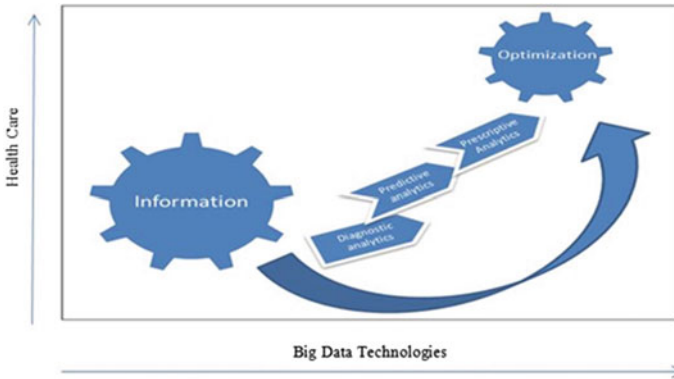 Health Care
Optimization
Prescriptive
Analytics
Predictive
analytics
Information
Diagnostic
analytics
Big Data Technologies